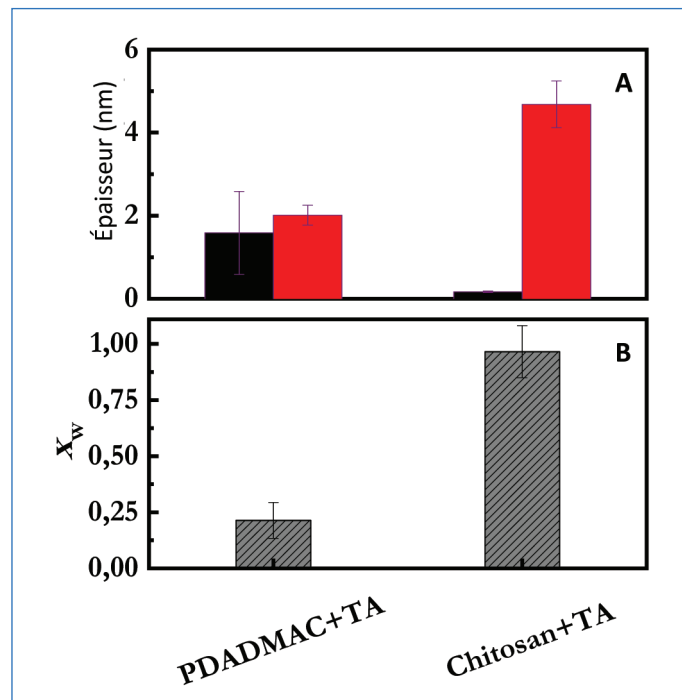 6
A
4
Épaisseur (nm)
2
0
1,00
B
0,75
xw
0,50
0,25
0,00
PDADMAC+TA
Chitosan+TA